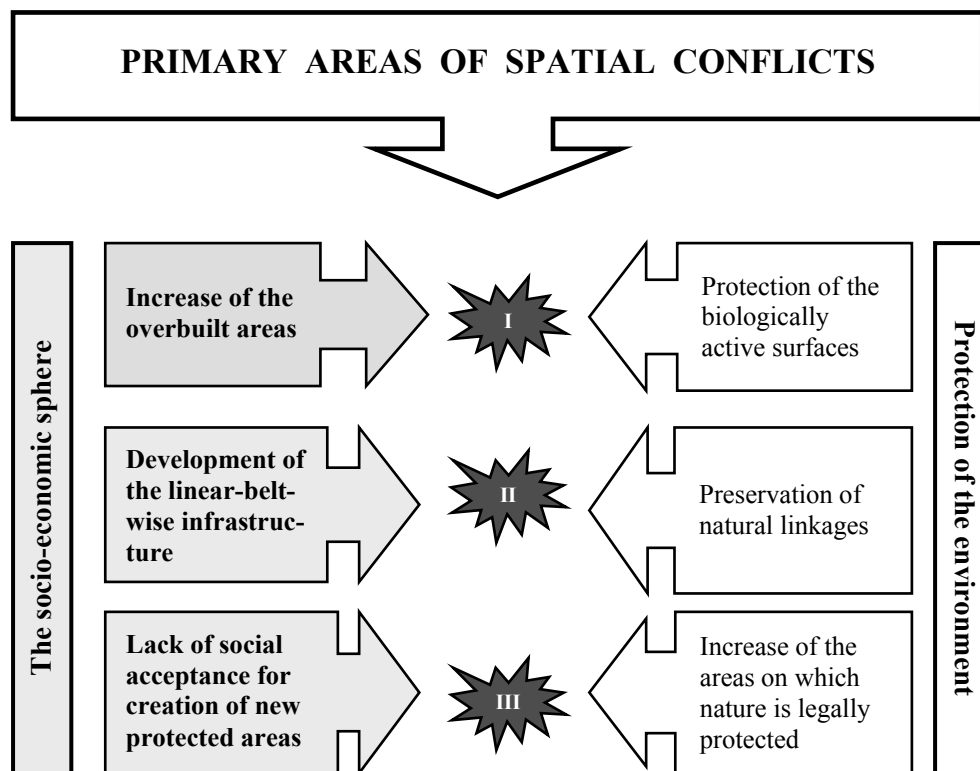 PRIMARY AREAS OF SPATIAL CONFLICTS
The socio-economic sphere
Increase of the
overbuilt areas
I
Protection of the
biologically
active surfaces
Development of
the linear-belt-
wise infrastruc-
ture
II
Preservation of
natural linkages
Lack of social
acceptance for
creation of new
protected areas
III
Increase of the
areas on which
nature is legally
protected
Protection of the environment